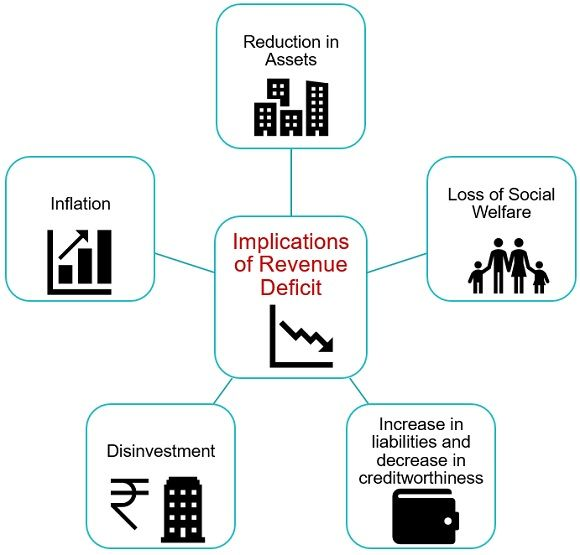 Reduction in
Assets
Inflation
Loss of Social
Welfare
Implications
of Revenue
Deficit
Disinvestment
₹
Increase in
liabilities and
decrease in
creditworthiness